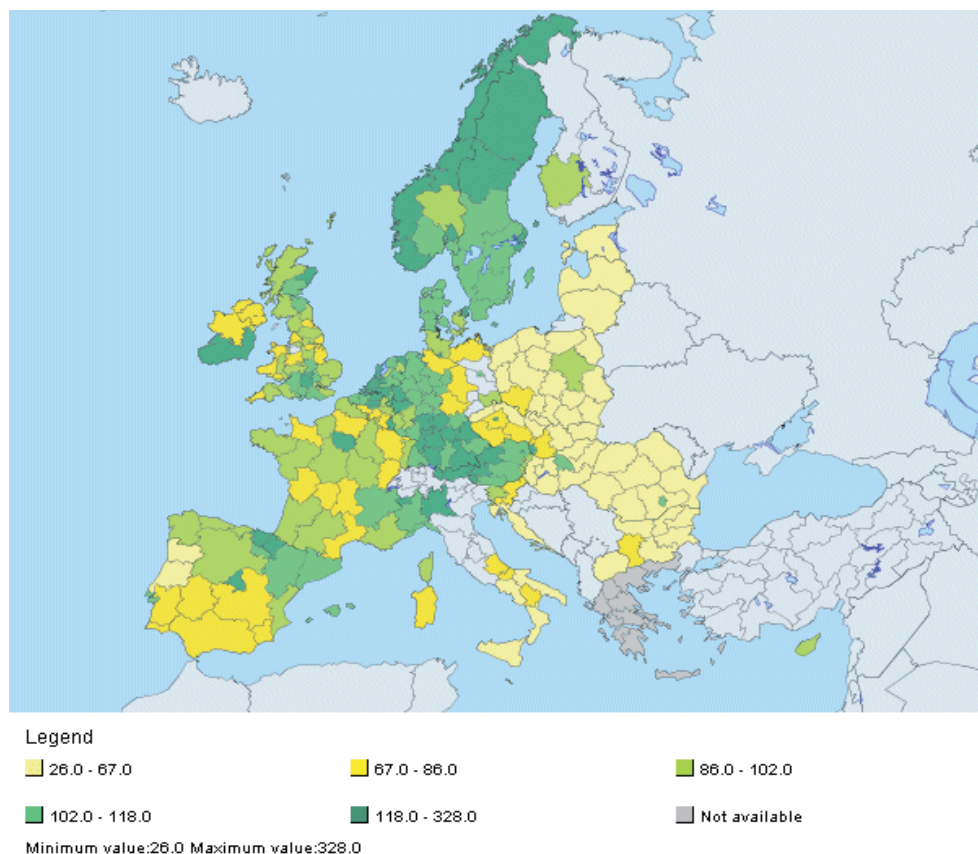 Legend
26.0 - 67.0
67.0 - 86.0
86.0 - 102.0
102.0 - 118.0
118.0 - 328.0
Not available
Minimum value:26.0 Maximum value:328.0